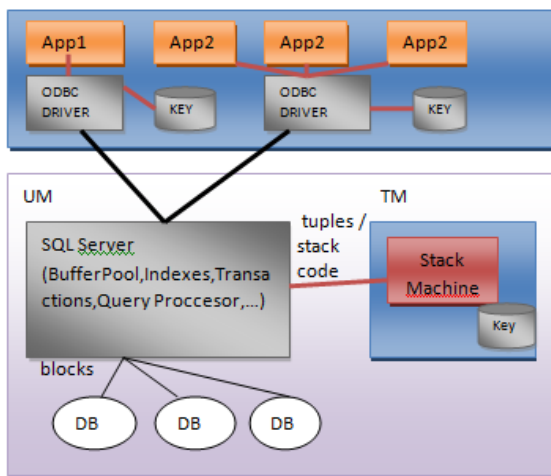 App1
App2
App2
App2
ODBC
DRIVER
KEY
ODBC
DRIVER
KEY
UM
TM
SQL Server
(BufferPool,Indexes,Transa
ctions,Query Proccesor,...)
tuples /
stack
code
Stack
Machine
Key
blocks
DB
DB
DB